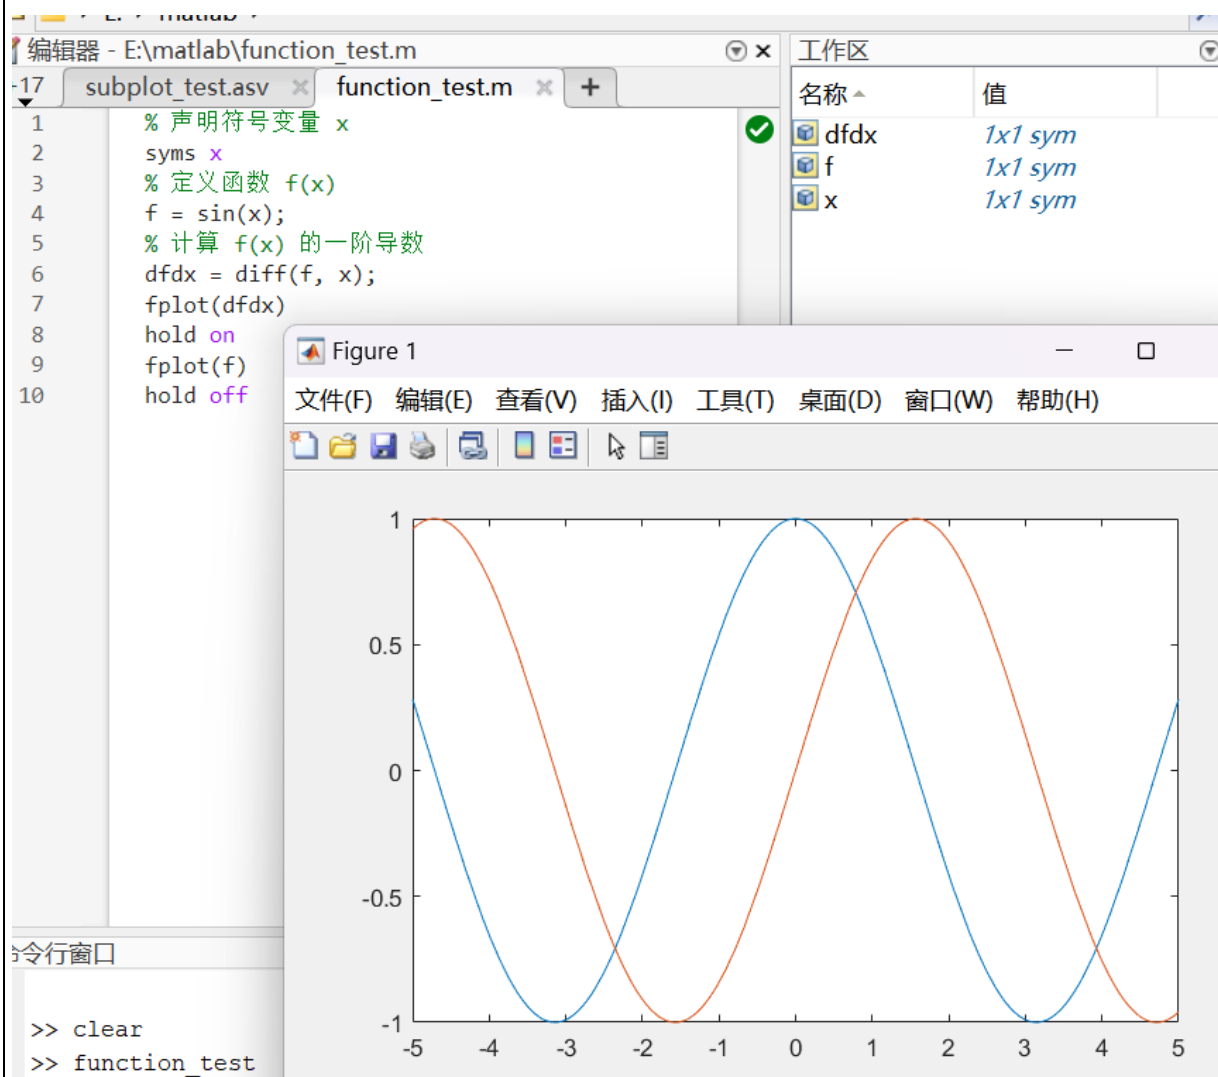 编辑器 - E:\matlab\function_test.m
工作区
+17
subplot_test.asv
function_test.m
+
名称
值
1 % 声明符号变量 x
2 syms x
3 % 定义函数 f(x)
4 f = sin(x);
5 % 计算 f(x) 的一阶导数
6 dfdx = diff(f, x);
7 fplot(dfdx)
8 hold on
9 fplot(f)
10 hold off
dfdx 1x1 sym
f 1x1 sym
x 1x1 sym
Figure 1
文件(F) 编辑(E) 查看(V) 插入(I) 工具(T) 桌面(D) 窗口(W) 帮助(H)
1
0.5
0
-0.5
-1
-5 -4 -3 -2 -1 0 1 2 3 4 5
令行窗口
>> clear
>> function_test